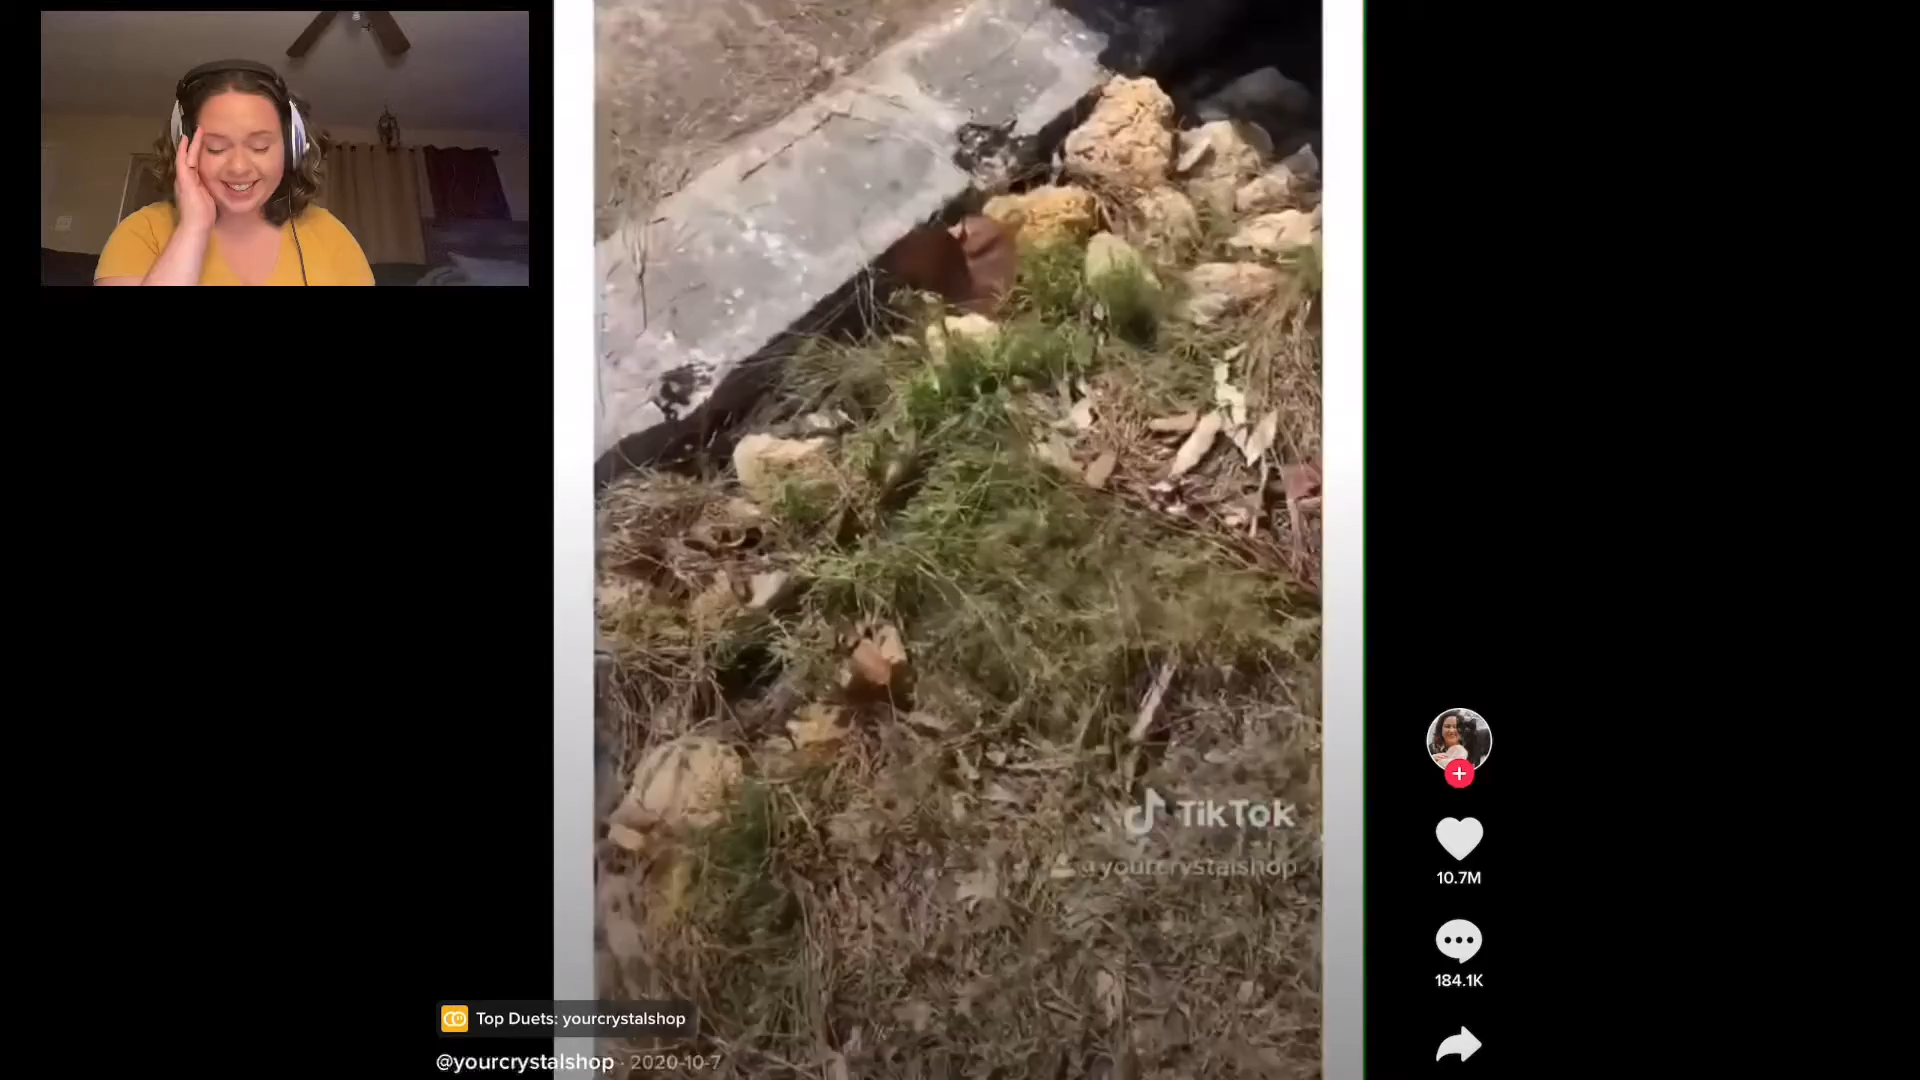 TikTok
@yourcrystalshop
10.7M
184.1K
Top Duets: yourcrystalshop
@yourcrystalshop · 2020-10-7